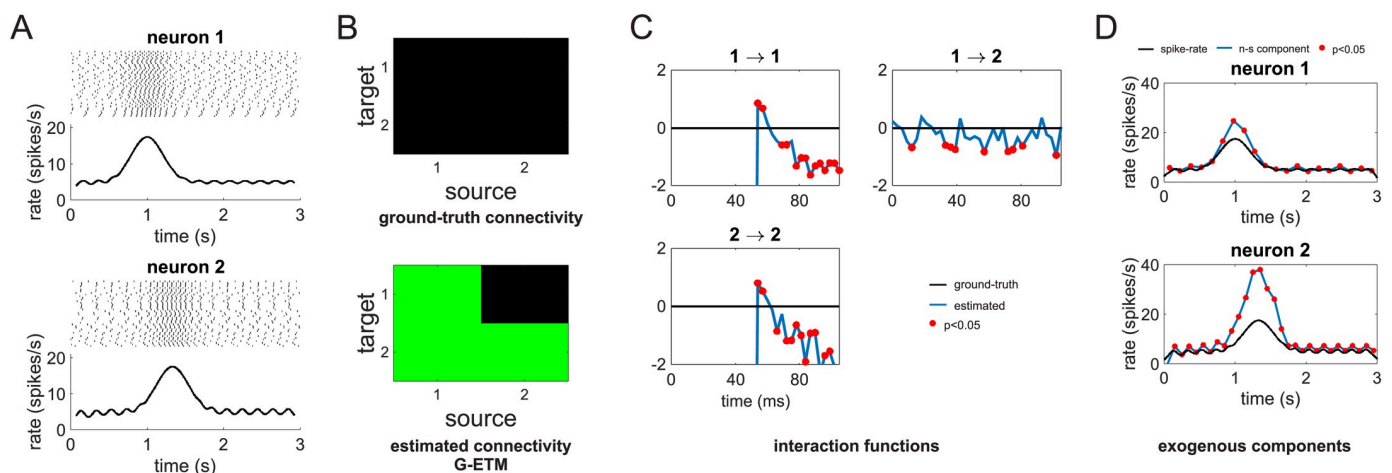 A
neuron 1
rate (spikes/s)
20
10
0
0 1 2 3
time (s)
neuron 2
rate (spikes/s)
20
10
0
0 1 2 3
time (s)
B
target
1
2
1 2
source
ground-truth connectivity
target
1
2
1 2
source
estimated connectivity
G-ETM
C
1 → 1
2
0
-2
0 40 80
1 → 2
2
0
-2
0 40 80
2 → 2
2
0
-2
0 40 80
time (ms)
ground-truth
estimated
p<0.05
interaction functions
D
spike-rate n-s component p<0.05
neuron 1
rate (spikes/s)
40
20
0
0 1 2 3
time (s)
neuron 2
rate (spikes/s)
40
20
0
0 1 2 3
time (s)
exogenous components